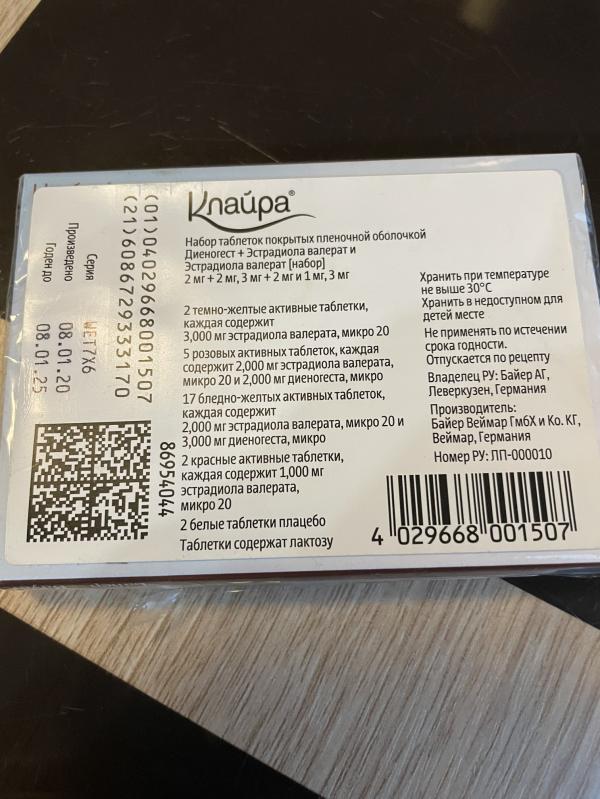 Клайра®
Набор таблеток покрытых пленочной оболочкой
Диеногест + Эстрадиола валерат и
Эстрадиола валерат [набор]
2 мг + 2 мг, 3 мг + 2 мг и 1 мг, 3 мг
2 темно-желтые активные таблетки,
каждая содержит
3,000 мг эстрадиола валерата, микро 20
5 розовых активных таблеток, каждая
содержит 2,000 мг эстрадиола валерата,
микро 20 и 2,000 мг диеногеста, микро
17 бледно-желтых активных таблеток,
каждая содержит
2,000 мг эстрадиола валерата, микро 20 и
3,000 мг диеногеста, микро
2 красные активные таблетки,
каждая содержит 1,000 мг
эстрадиола валерата,
микро 20
2 белые таблетки плацебо
Таблетки содержат лактозу
Хранить при температуре
не выше 30°C
Хранить в недоступном для
детей месте
Не применять по истечении
срока годности.
Отпускается по рецепту
Владелец РУ: Байер АГ,
Леверкузен, Германия
Производитель:
Байер Веймар ГмбХ и Ко. КГ,
Веймар, Германия
Номер РУ: ЛП-000010
4 029668 001507
86954044
(01)04029668001507
(21)6086729333170
Серия WET7X6
Произведено 08.01.20
Годен до 08.01.25